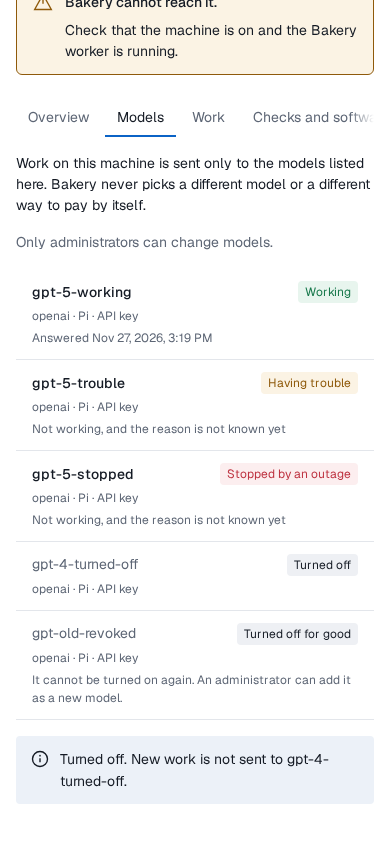 Bakery cannot reach it.
Check that the machine is on and the Bakery
worker is running.
Overview Models Work Checks and softwa
Work on this machine is sent only to the models listed
here. Bakery never picks a different model or a different
way to pay by itself.
Only administrators can change models.
gpt-5-working Working
openai · Pi · API key
Answered Nov 27, 2026, 3:19 PM
gpt-5-trouble Having trouble
openai · Pi · API key
Not working, and the reason is not known yet
gpt-5-stopped Stopped by an outage
openai · Pi · API key
Not working, and the reason is not known yet
gpt-4-turned-off Turned off
openai · Pi · API key
gpt-old-revoked Turned off for good
openai · Pi · API key
It cannot be turned on again. An administrator can add it
as a new model.
Turned off. New work is not sent to gpt-4-
turned-off.